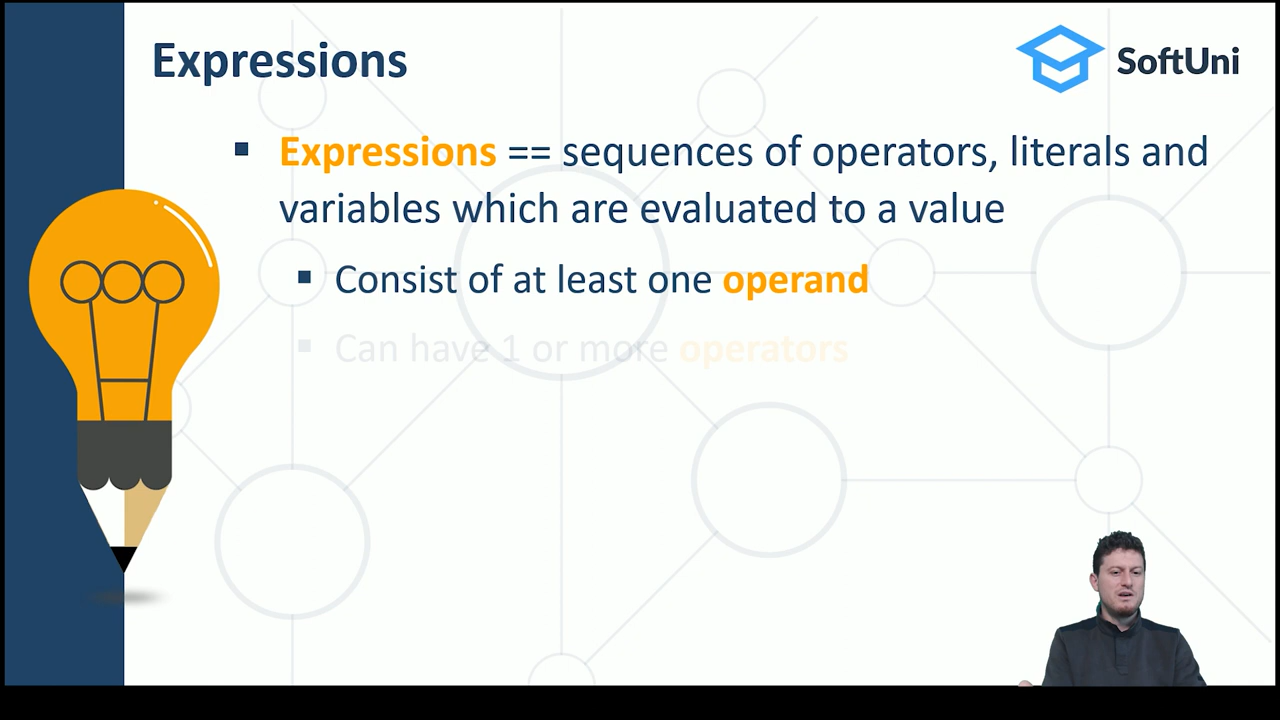 Expressions
SoftUni
▪ Expressions == sequences of operators, literals and
variables which are evaluated to a value
▪ Consist of at least one operand
▪ Can have 1 or more operators